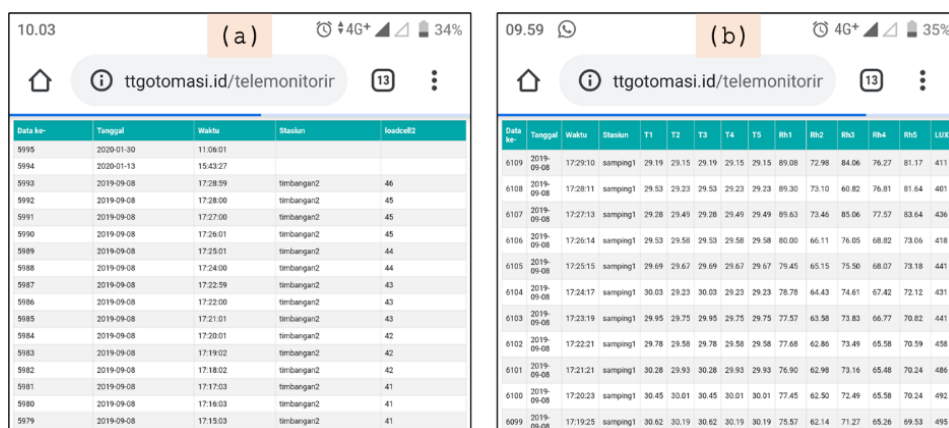 10.03
(a)
4G+
34%
ttgotomasi.id/telemonitorir
13
Data ke- Tanggal Waktu Stasiun loadcell2
5995 2020-01-30 11:06:01
5994 2020-01-13 15:43:27
5993 2019-09-08 17:28:59 timbangan2 46
5992 2019-09-08 17:28:00 timbangan2 45
5991 2019-09-08 17:27:00 timbangan2 45
5990 2019-09-08 17:26:01 timbangan2 45
5989 2019-09-08 17:25:01 timbangan2 44
5988 2019-09-08 17:24:00 timbangan2 44
5987 2019-09-08 17:22:59 timbangan2 43
5986 2019-09-08 17:22:00 timbangan2 43
5985 2019-09-08 17:21:01 timbangan2 43
5984 2019-09-08 17:20:01 timbangan2 42
5983 2019-09-08 17:19:02 timbangan2 42
5982 2019-09-08 17:18:02 timbangan2 42
5981 2019-09-08 17:17:03 timbangan2 41
5980 2019-09-08 17:16:03 timbangan2 41
5979 2019-09-08 17:15:03 timbangan2 41
09.59
(b)
4G+
35%
ttgotomasi.id/telemonitorir
13
Data ke- Tanggal Waktu Stasiun T1 T2 T3 T4 T5 Rh1 Rh2 Rh3 Rh4 Rh5 LUX
6109 2019-09-08 17:29:10 samping1 29.19 29.15 29.19 29.15 29.15 89.08 72.98 84.06 76.27 81.17 411
6108 2019-09-08 17:28:11 samping1 29.53 29.23 29.53 29.23 29.23 89.30 73.10 60.82 76.81 81.64 401
6107 2019-09-08 17:27:13 samping1 29.28 29.49 29.28 29.49 29.49 89.63 73.46 85.06 77.57 83.64 436
6106 2019-09-08 17:26:14 samping1 29.53 29.58 29.53 29.58 29.58 80.00 66.11 76.05 68.82 73.06 418
6105 2019-09-08 17:25:15 samping1 29.69 29.67 29.69 29.67 29.67 79.45 65.15 75.50 68.07 73.18 441
6104 2019-09-08 17:24:17 samping1 30.03 29.23 30.03 29.23 29.23 78.78 64.43 74.61 67.42 72.12 431
6103 2019-09-08 17:23:19 samping1 29.95 29.75 29.95 29.75 29.75 77.57 63.58 73.83 66.77 70.82 441
6102 2019-09-08 17:22:21 samping1 29.78 29.58 29.78 29.58 29.58 77.68 62.86 73.49 65.58 70.59 458
6101 2019-09-08 17:21:21 samping1 30.28 29.93 30.28 29.93 29.93 76.90 62.98 73.16 65.48 70.24 486
6100 2019-09-08 17:20:23 samping1 30.45 30.01 30.45 30.01 30.01 77.45 62.50 72.49 65.58 70.24 492
6099 2019-09-08 17:19:25 samping1 30.62 30.19 30.62 30.19 30.19 75.57 62.14 71.27 65.26 69.53 495